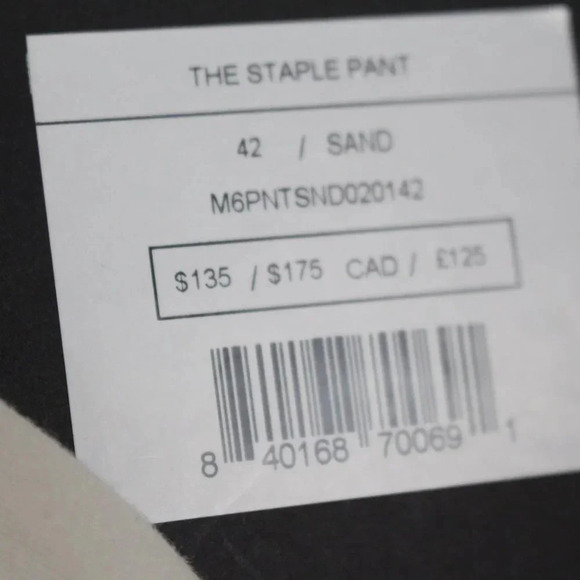 THE STAPLE PANT
42 / SAND
M6PNTSND020142
$135 / $175 CAD / £125
8 40168 70069 1